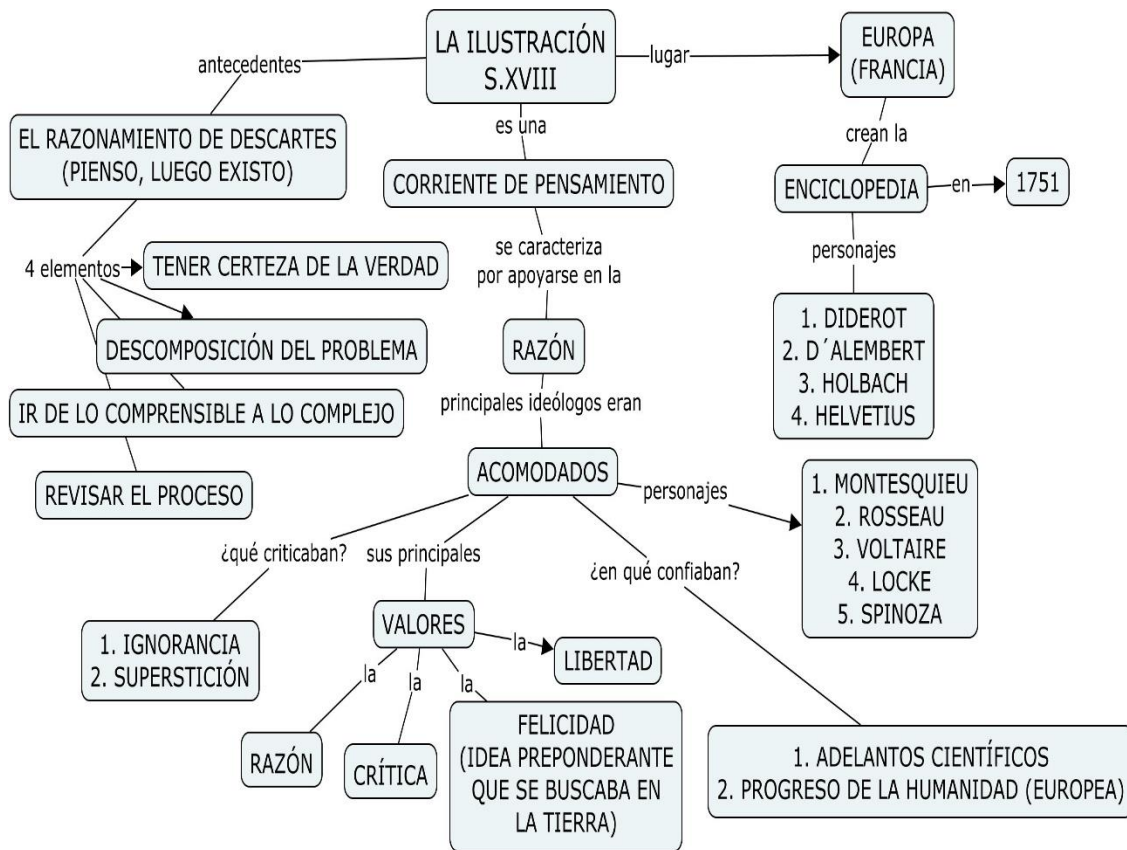 LA ILUSTRACIÓN
S.XVIII
antecedentes
lugar
EUROPA
(FRANCIA)
es una
crean la
EL RAZONAMIENTO DE DESCARTES
(PIENSO, LUEGO EXISTO)
CORRIENTE DE PENSAMIENTO
ENCICLOPEDIA
en
1751
se caracteriza
por apoyarse en la
personajes
4 elementos
TENER CERTEZA DE LA VERDAD
DESCOMPOSICIÓN DEL PROBLEMA
IR DE LO COMPRENSIBLE A LO COMPLEJO
REVISAR EL PROCESO
RAZÓN
1. DIDEROT
2. D´ALEMBERT
3. HOLBACH
4. HELVETIUS
principales ideólogos eran
ACOMODADOS
personajes
1. MONTESQUIEU
2. ROSSEAU
3. VOLTAIRE
4. LOCKE
5. SPINOZA
¿qué criticaban?
sus principales
¿en qué confiaban?
1. IGNORANCIA
2. SUPERSTICIÓN
VALORES
la
LIBERTAD
la
la
la
RAZÓN
CRÍTICA
FELICIDAD
(IDEA PREPONDERANTE
QUE SE BUSCABA EN
LA TIERRA)
1. ADELANTOS CIENTÍFICOS
2. PROGRESO DE LA HUMANIDAD (EUROPEA)